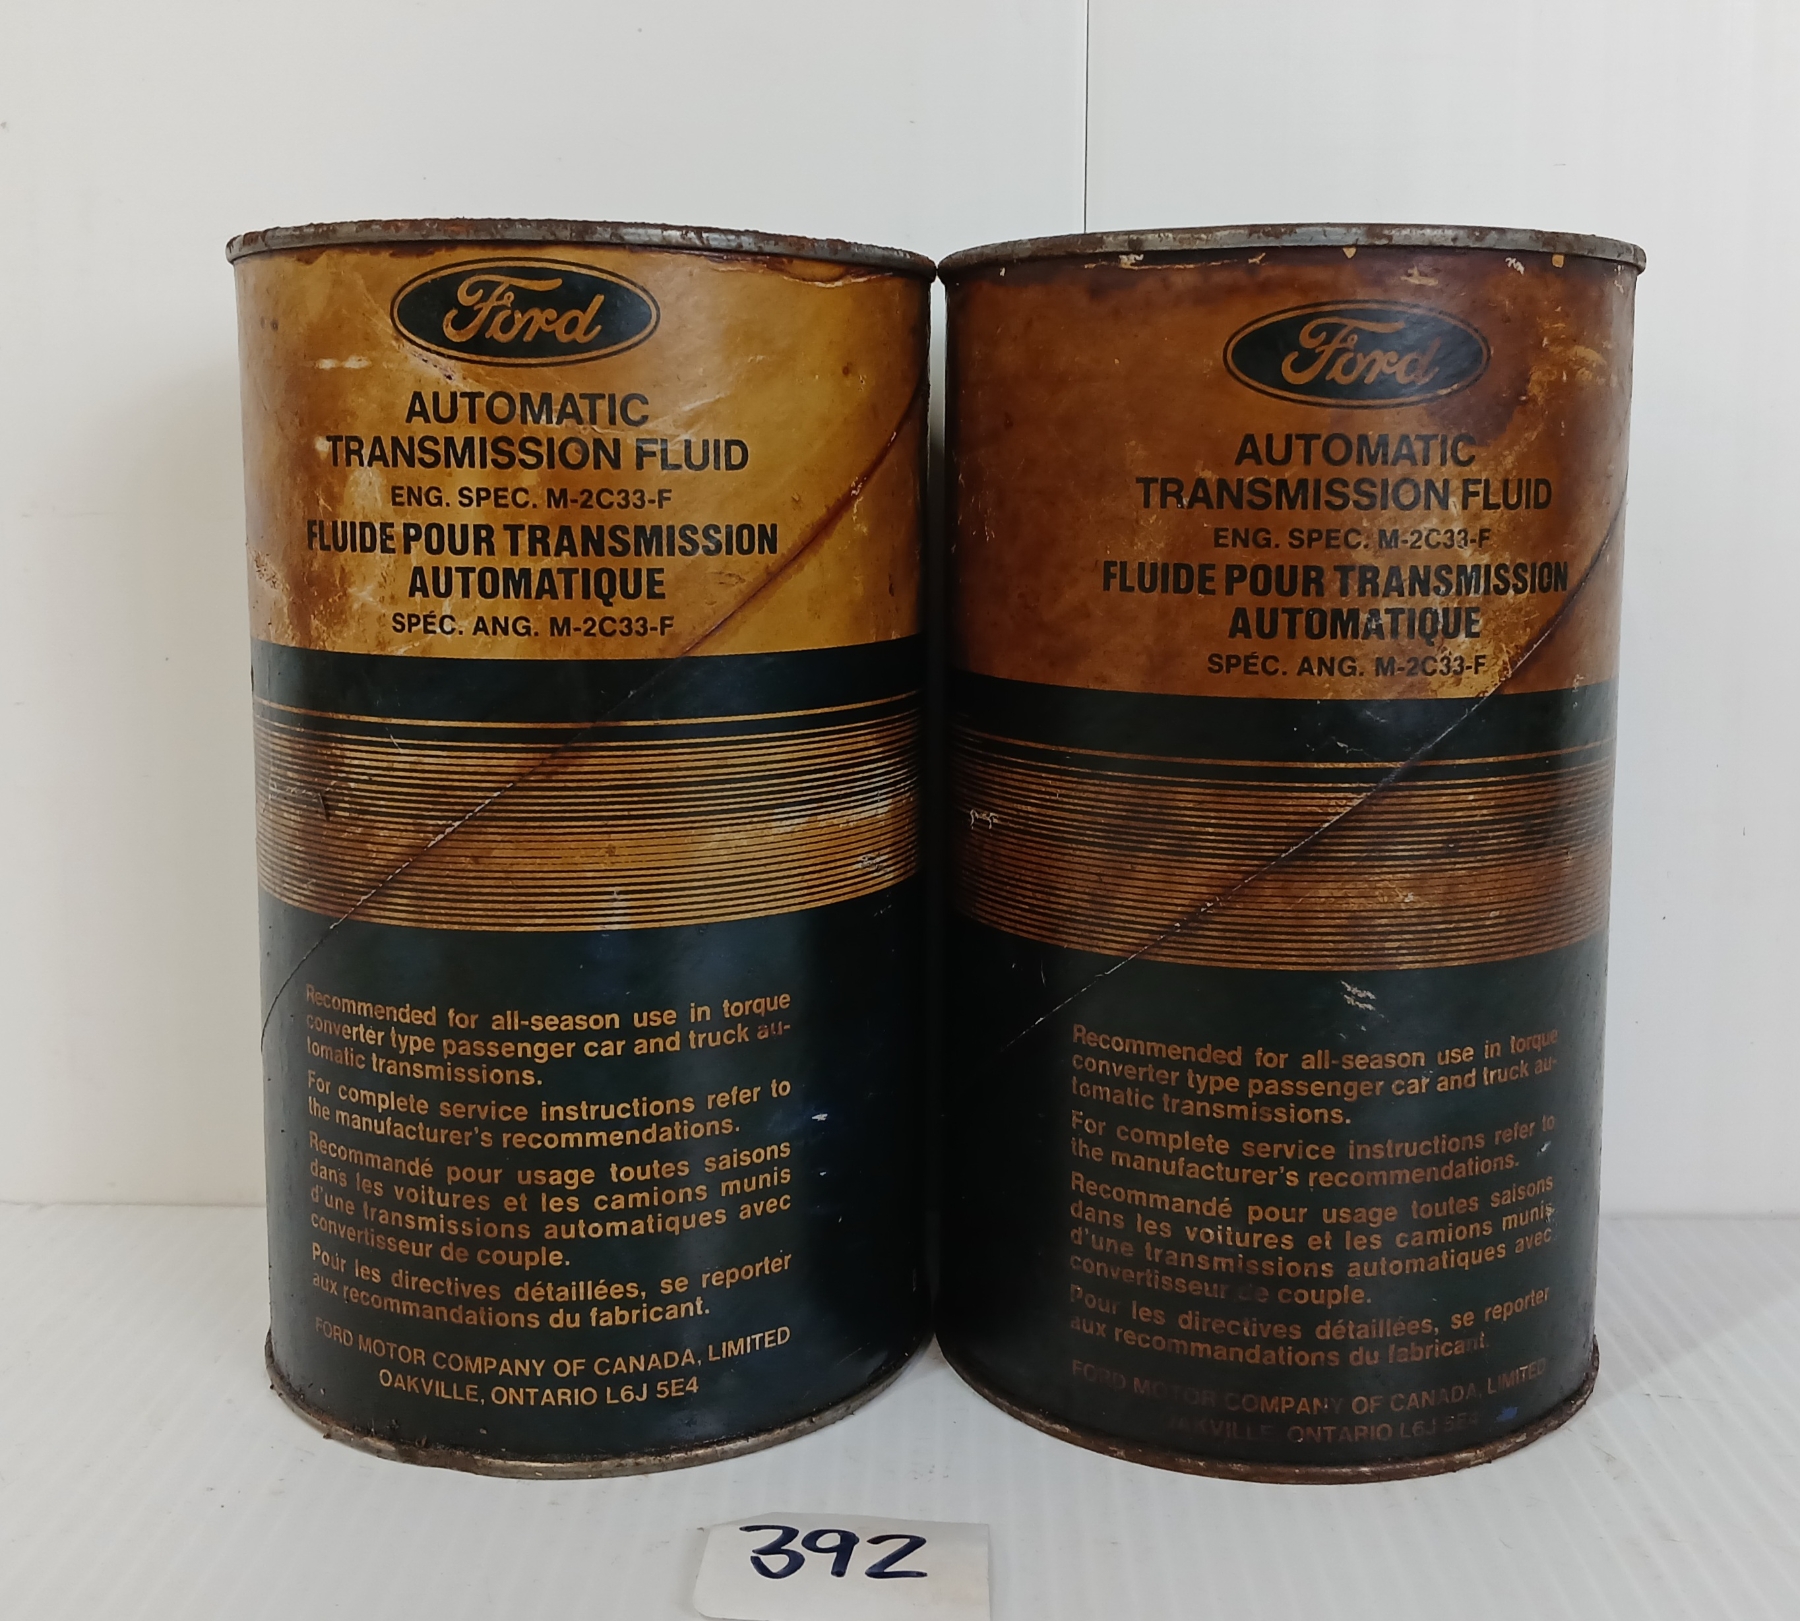 Ford
AUTOMATIC
TRANSMISSION FLUID
ENG. SPEC. M-2C33-F
FLUIDE POUR TRANSMISSION
AUTOMATIQUE
SPÉC. ANG. M-2C33-F
Recommended for all-season use in torque
converter type passenger car and truck au-
tomatic transmissions.
For complete service instructions refer to
the manufacturer's recommendations.
Recommandé pour usage toutes saisons
dans les voitures et les camions munis
d'une transmissions automatiques avec
convertisseur de couple.
Pour les directives détaillées, se reporter
aux recommandations du fabricant.
FORD MOTOR COMPANY OF CANADA, LIMITED
OAKVILLE, ONTARIO L6J 5E4
Ford
AUTOMATIC
TRANSMISSION FLUID
ENG. SPEC. M-2C33-F
FLUIDE POUR TRANSMISSION
AUTOMATIQUE
SPÉC. ANG. M-2C33-F
Recommended for all-season use in torque
converter type passenger car and truck au-
tomatic transmissions.
For complete service instructions refer to
the manufacturer's recommendations.
Recommandé pour usage toutes saisons
dans les voitures et les camions munis
d'une transmissions automatiques avec
convertisseur de couple.
Pour les directives détaillées, se reporter
aux recommandations du fabricant.
FORD MOTOR COMPANY OF CANADA, LIMITED
OAKVILLE, ONTARIO L6J 5E4
392